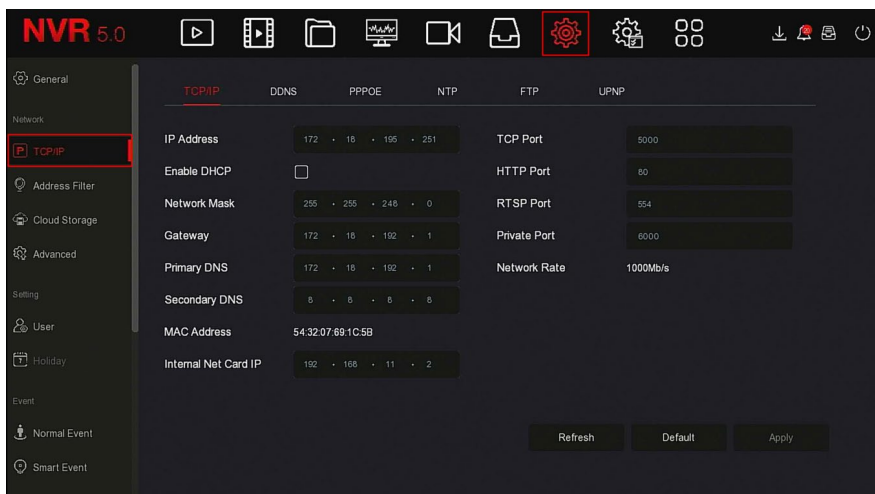 NVR 5.0
20
General
Network
TCP/IP
Address Filter
Cloud Storage
Advanced
Setting
User
Holiday
Event
Normal Event
Smart Event
TCP/IP DDNS PPPOE NTP FTP UPNP
IP Address 172 . 18 . 195 . 251 TCP Port 5000
Enable DHCP HTTP Port 80
Network Mask 255 . 255 . 248 . 0 RTSP Port 554
Gateway 172 . 18 . 192 . 1 Private Port 6000
Primary DNS 172 . 18 . 192 . 1 Network Rate 1000Mb/s
Secondary DNS 8 . 8 . 8 . 8
MAC Address 54:32:07:69:1C:5B
Internal Net Card IP 192 . 168 . 11 . 2
Refresh Default Apply